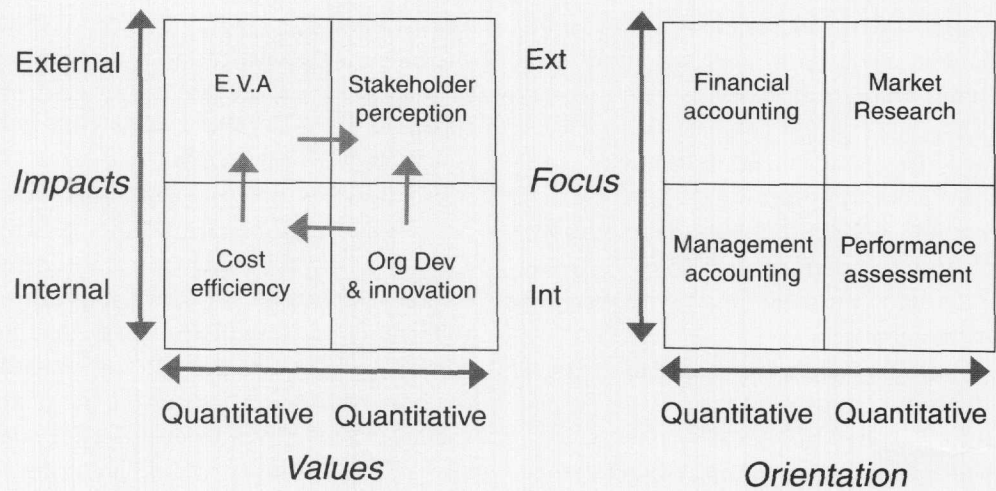 External
E.V.A
Stakeholder
perception
Impacts
Internal
Cost
efficiency
Org Dev
& innovation
Quantitative
Quantitative
Values
Ext
Financial
accounting
Market
Research
Focus
Int
Management
accounting
Performance
assessment
Quantitative
Quantitative
Orientation